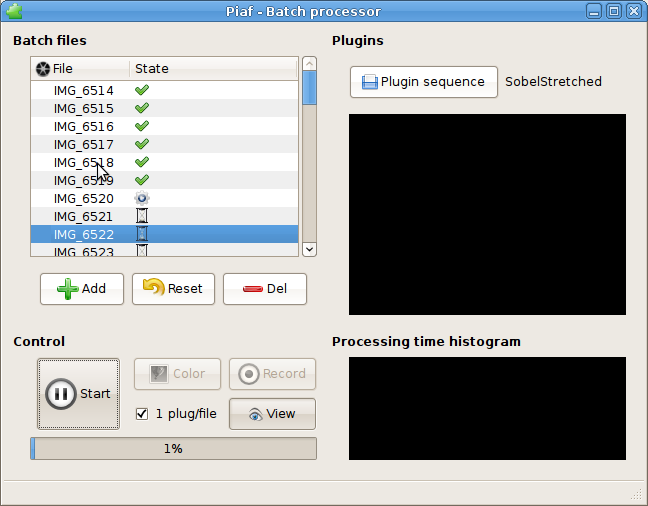 Piaf - Batch processor
Batch files
File State
IMG_6514
IMG_6515
IMG_6516
IMG_6517
IMG_6518
IMG_6519
IMG_6520
IMG_6521
IMG_6522
IMG_6523
Add Reset Del
Control
Start
Color Record
1 plug/file View
1%
Plugins
Plugin sequence SobelStretched
Processing time histogram